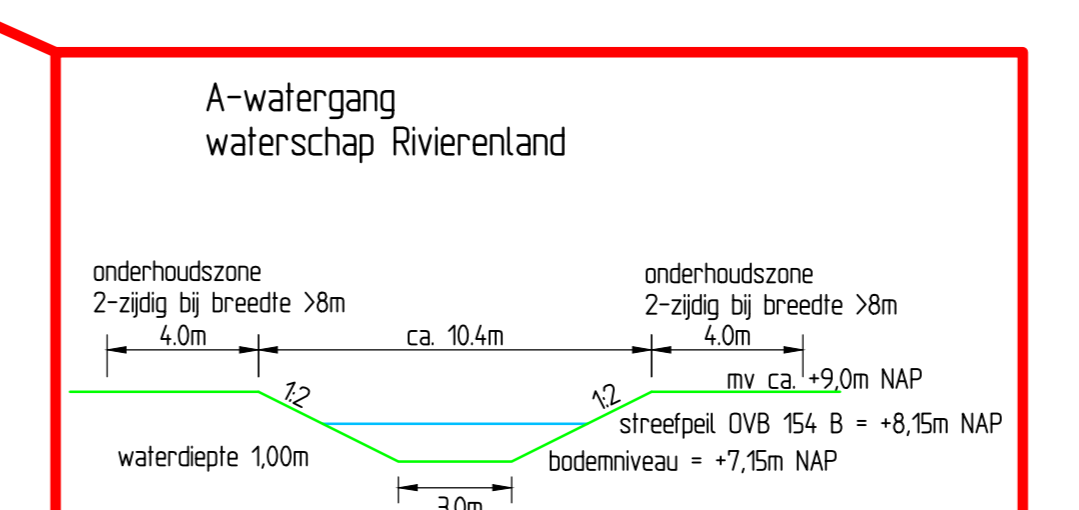 A-watergang
waterschap Rivierenland
onderhoudszone
2-zijdig bij breedte >8m
4.0m
ca. 10.4m
onderhoudszone
2-zijdig bij breedte >8m
4.0m
mv ca. +9,0m NAP
1:2
1:2
streefpeil OVB 154 B = +8,15m NAP
waterdiepte 1,00m
bodemniveau = +7,15m NAP
3.0m